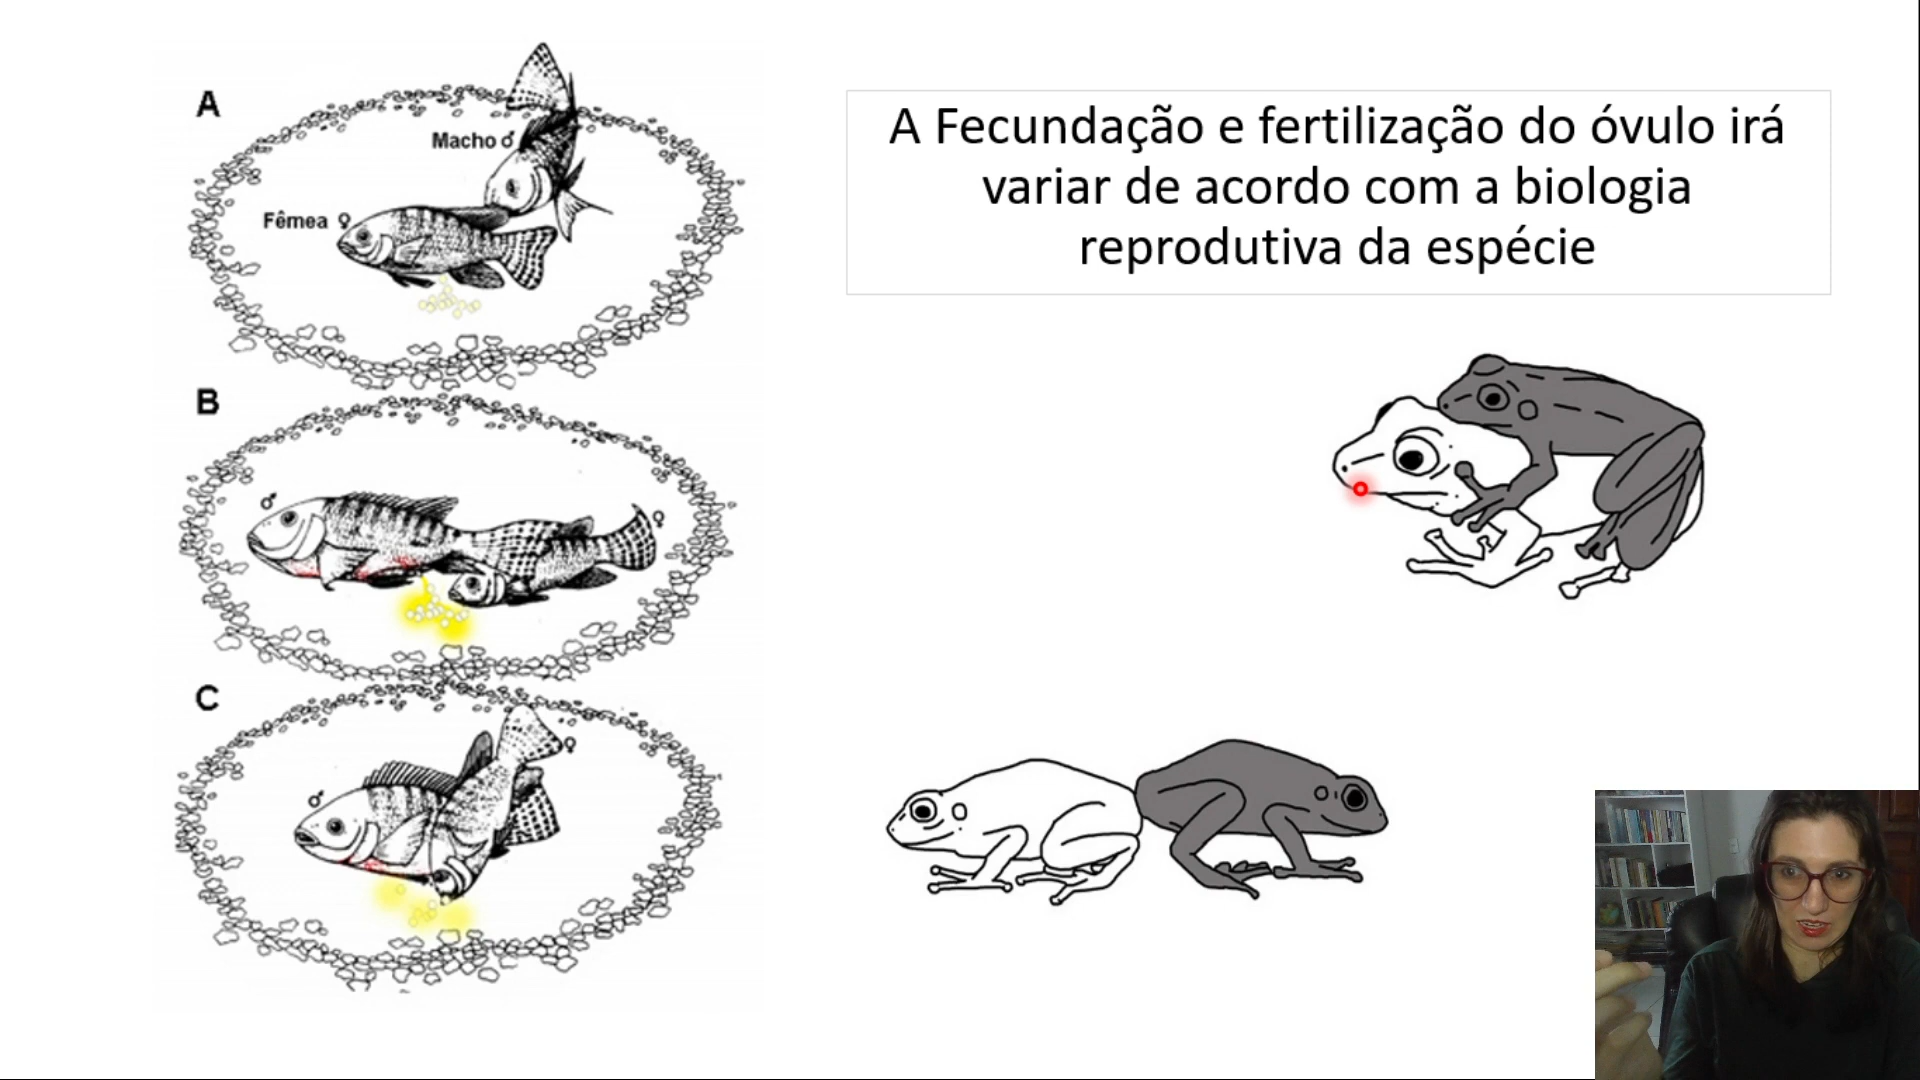 A Fecundação e fertilização do óvulo irá
variar de acordo com a biologia
reprodutiva da espécie
A
Macho ♂
Fêmea ♀
B
♂
♀
C
♀
♂